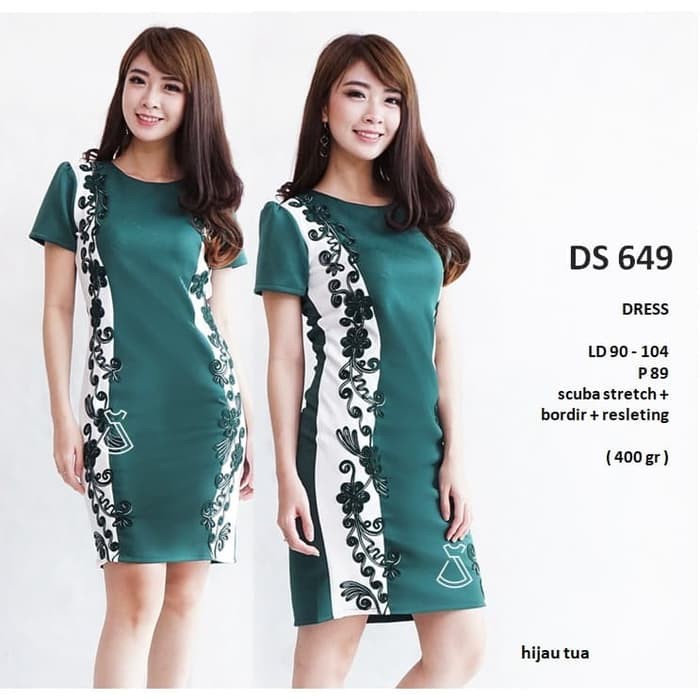 DS 649
DRESS
LD 90 - 104
P 89
scuba stretch +
bordir + resleting
( 400 gr )
hijau tua